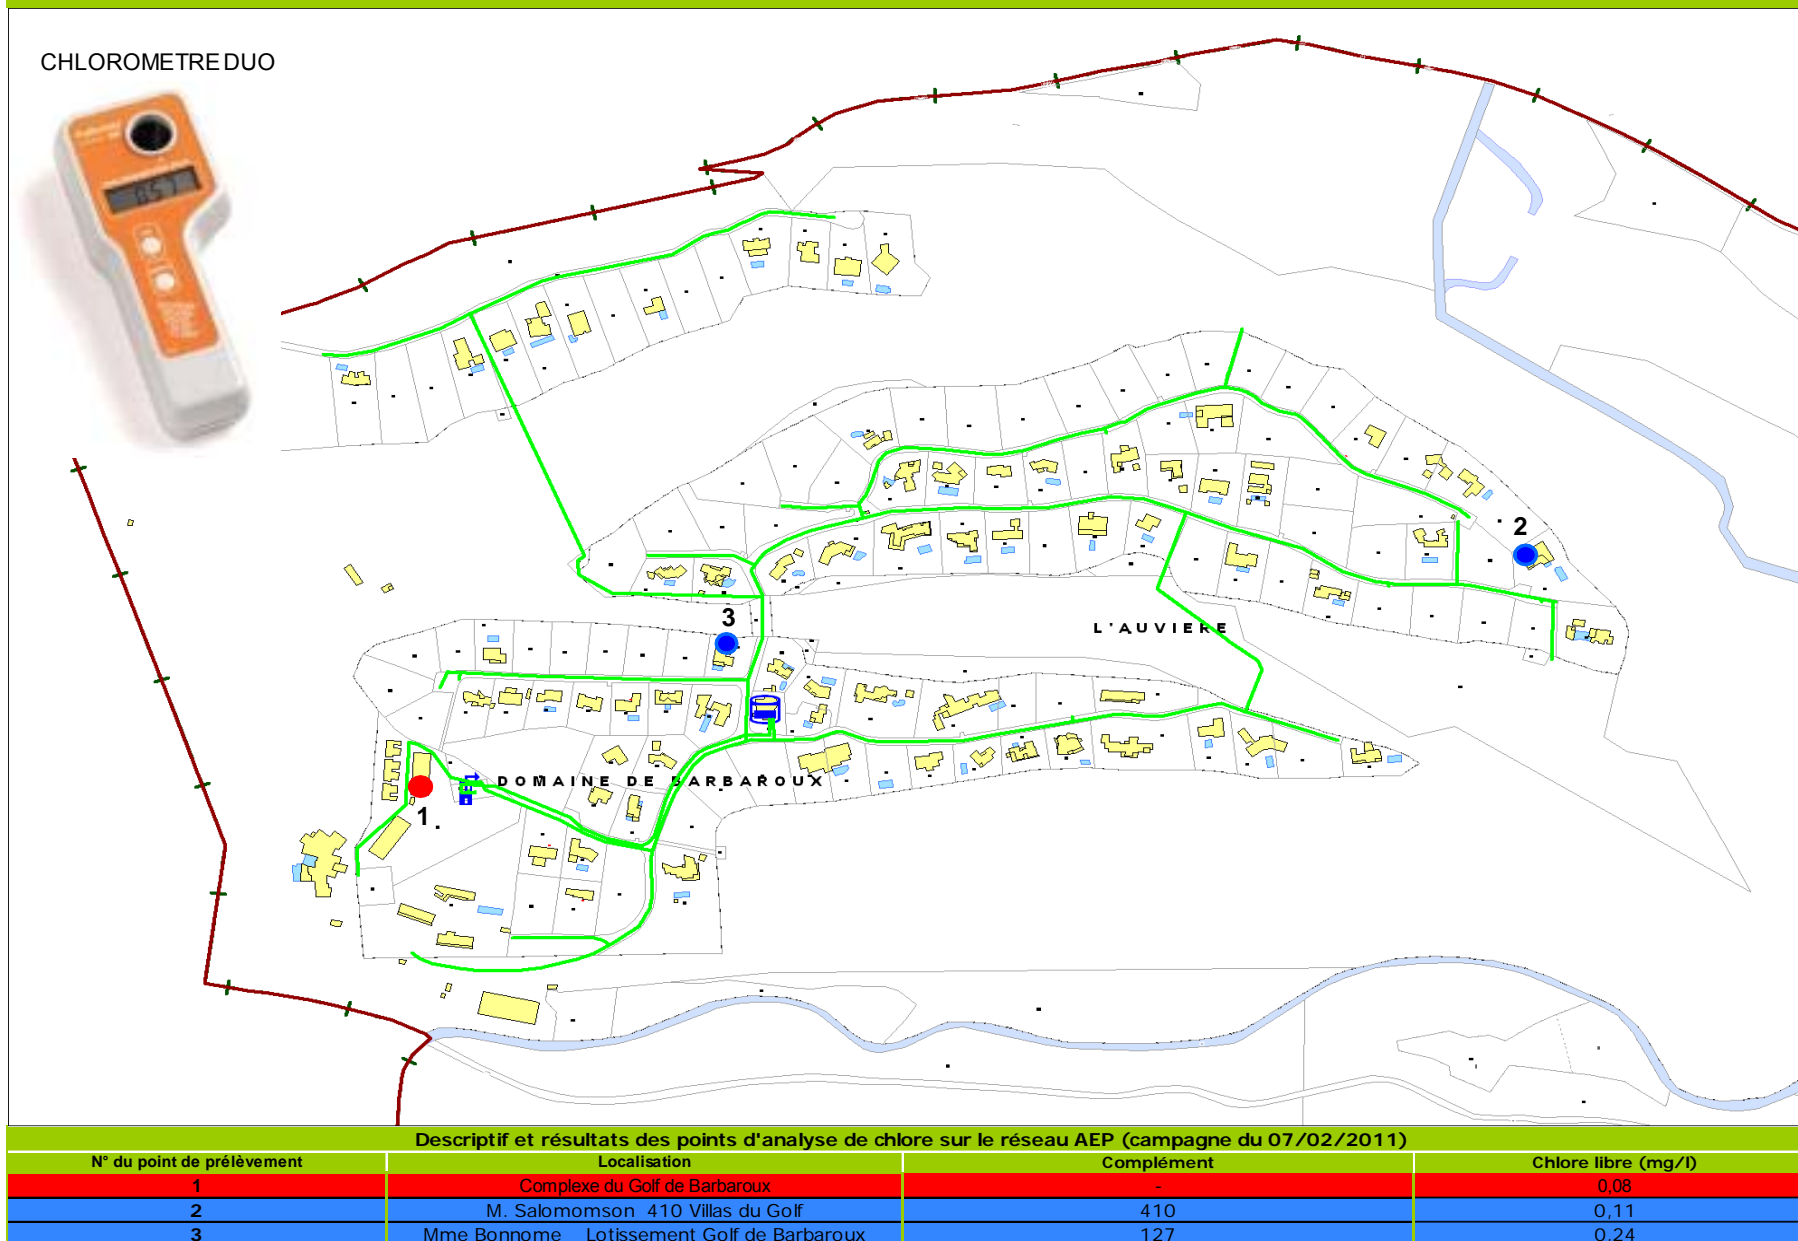 CHLOROMETRE DUO
0.57
2
3
L'AUVIERE
DOMAINE DE BARBAROUX
1
Descriptif et résultats des points d'analyse de chlore sur le réseau AEP (campagne du 07/02/2011)
N° du point de prélèvement Localisation Complément Chlore libre (mg/l)
1 Complexe du Golf de Barbaroux - 0,08
2 M. Salomomson 410 Villas du Golf 410 0,11
3 Mme Bonnome Lotissement Golf de Barbaroux 127 0,24